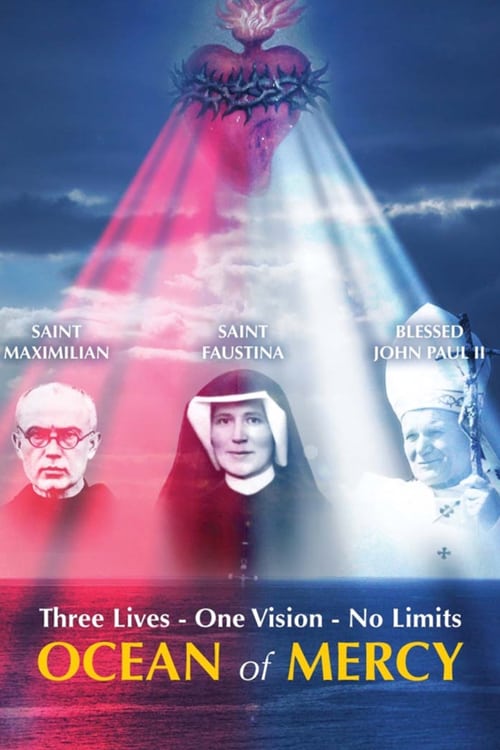 SAINT
MAXIMILIAN
SAINT
FAUSTINA
BLESSED
JOHN PAUL II
Three Lives - One Vision - No Limits
OCEAN of MERCY